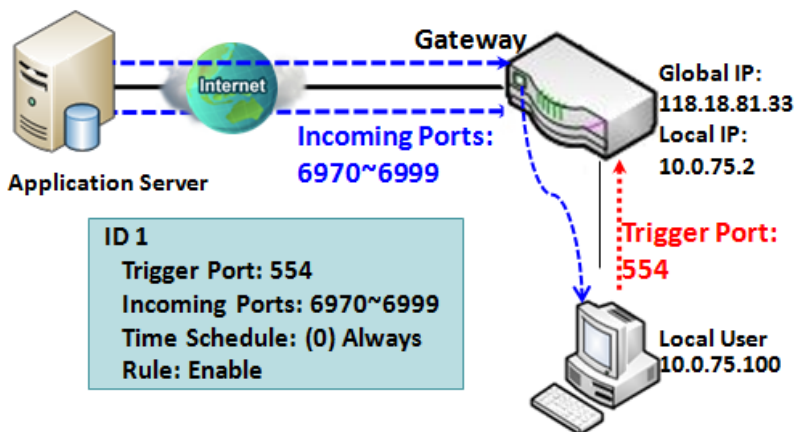 Gateway
Internet
Global IP:
118.18.81.33
Local IP:
10.0.75.2
Incoming Ports:
6970~6999
Application Server
Trigger Port:
554
ID 1
Trigger Port: 554
Incoming Ports: 6970~6999
Time Schedule: (0) Always
Rule: Enable
Local User
10.0.75.100